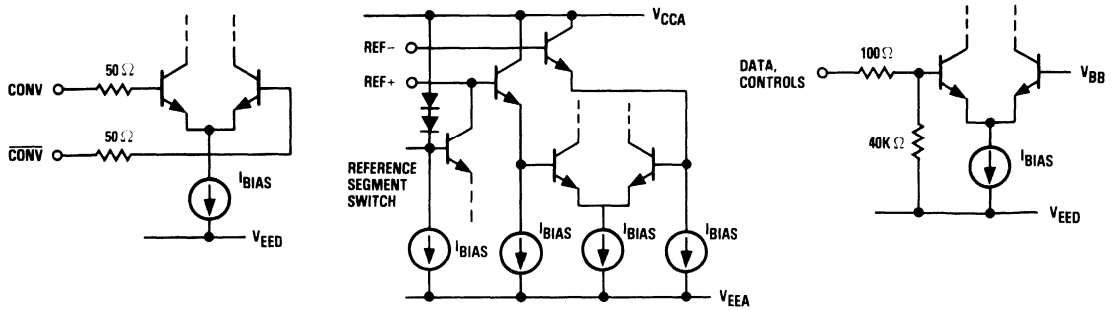 CONV
50Ω
CONV
50Ω
IBIAS
VEED
VCCA
REF−
REF+
REFERENCE
SEGMENT
SWITCH
IBIAS
IBIAS
IBIAS
IBIAS
VEEA
DATA,
CONTROLS
100Ω
40KΩ
VBB
IBIAS
VEED